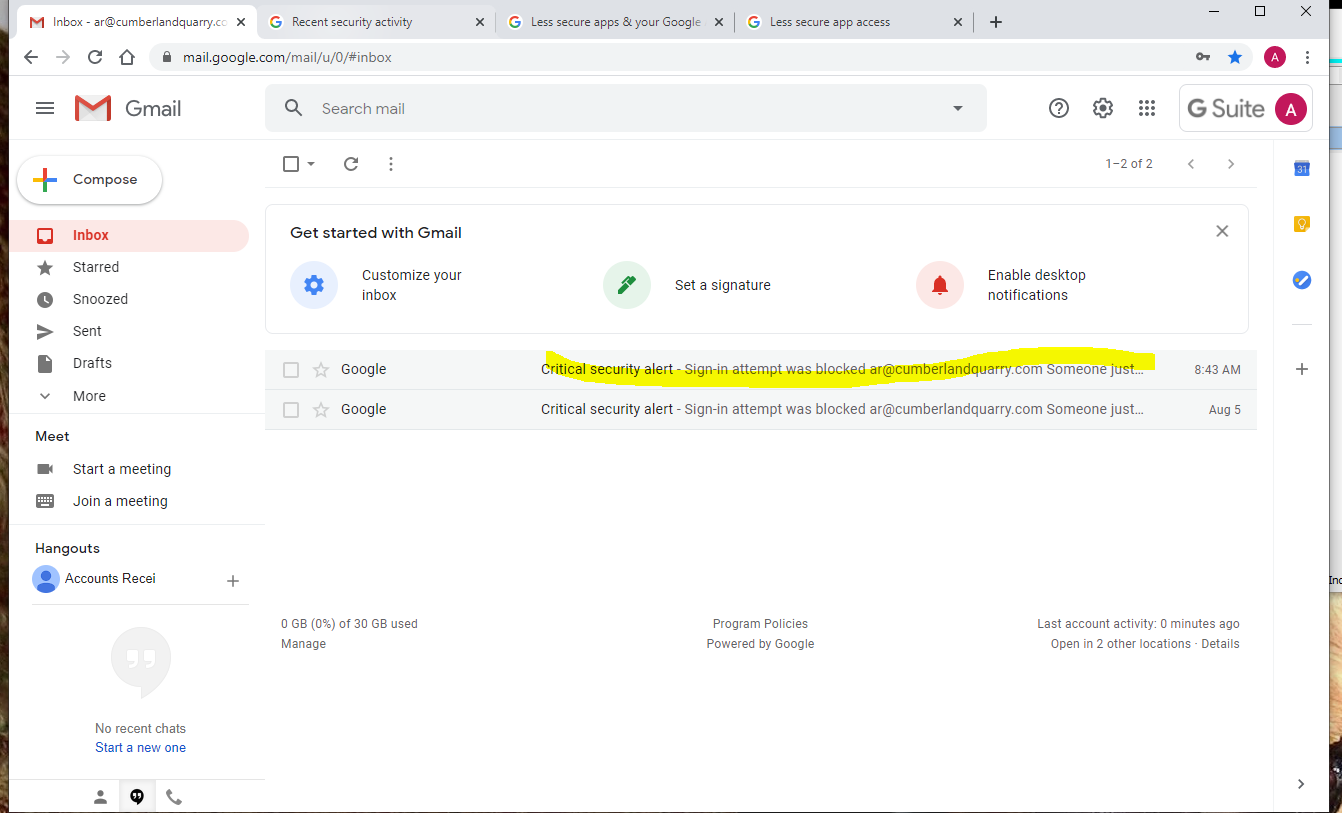 Inbox - ar@cumberlandquarry.co
Recent security activity
Less secure apps & your Google
Less secure app access
mail.google.com/mail/u/0/#inbox
A
Gmail
Search mail
G Suite
A
Compose
1–2 of 2
31
Inbox
Starred
Snoozed
Sent
Drafts
More
Get started with Gmail
Customize your
inbox
Set a signature
Enable desktop
notifications
Google Critical security alert - Sign-in attempt was blocked ar@cumberlandquarry.com Someone just... 8:43 AM
Google Critical security alert - Sign-in attempt was blocked ar@cumberlandquarry.com Someone just... Aug 5
Meet
Start a meeting
Join a meeting
Hangouts
Accounts Recei
Inc
0 GB (0%) of 30 GB used
Manage
Program Policies
Powered by Google
Last account activity: 0 minutes ago
Open in 2 other locations · Details
No recent chats
Start a new one